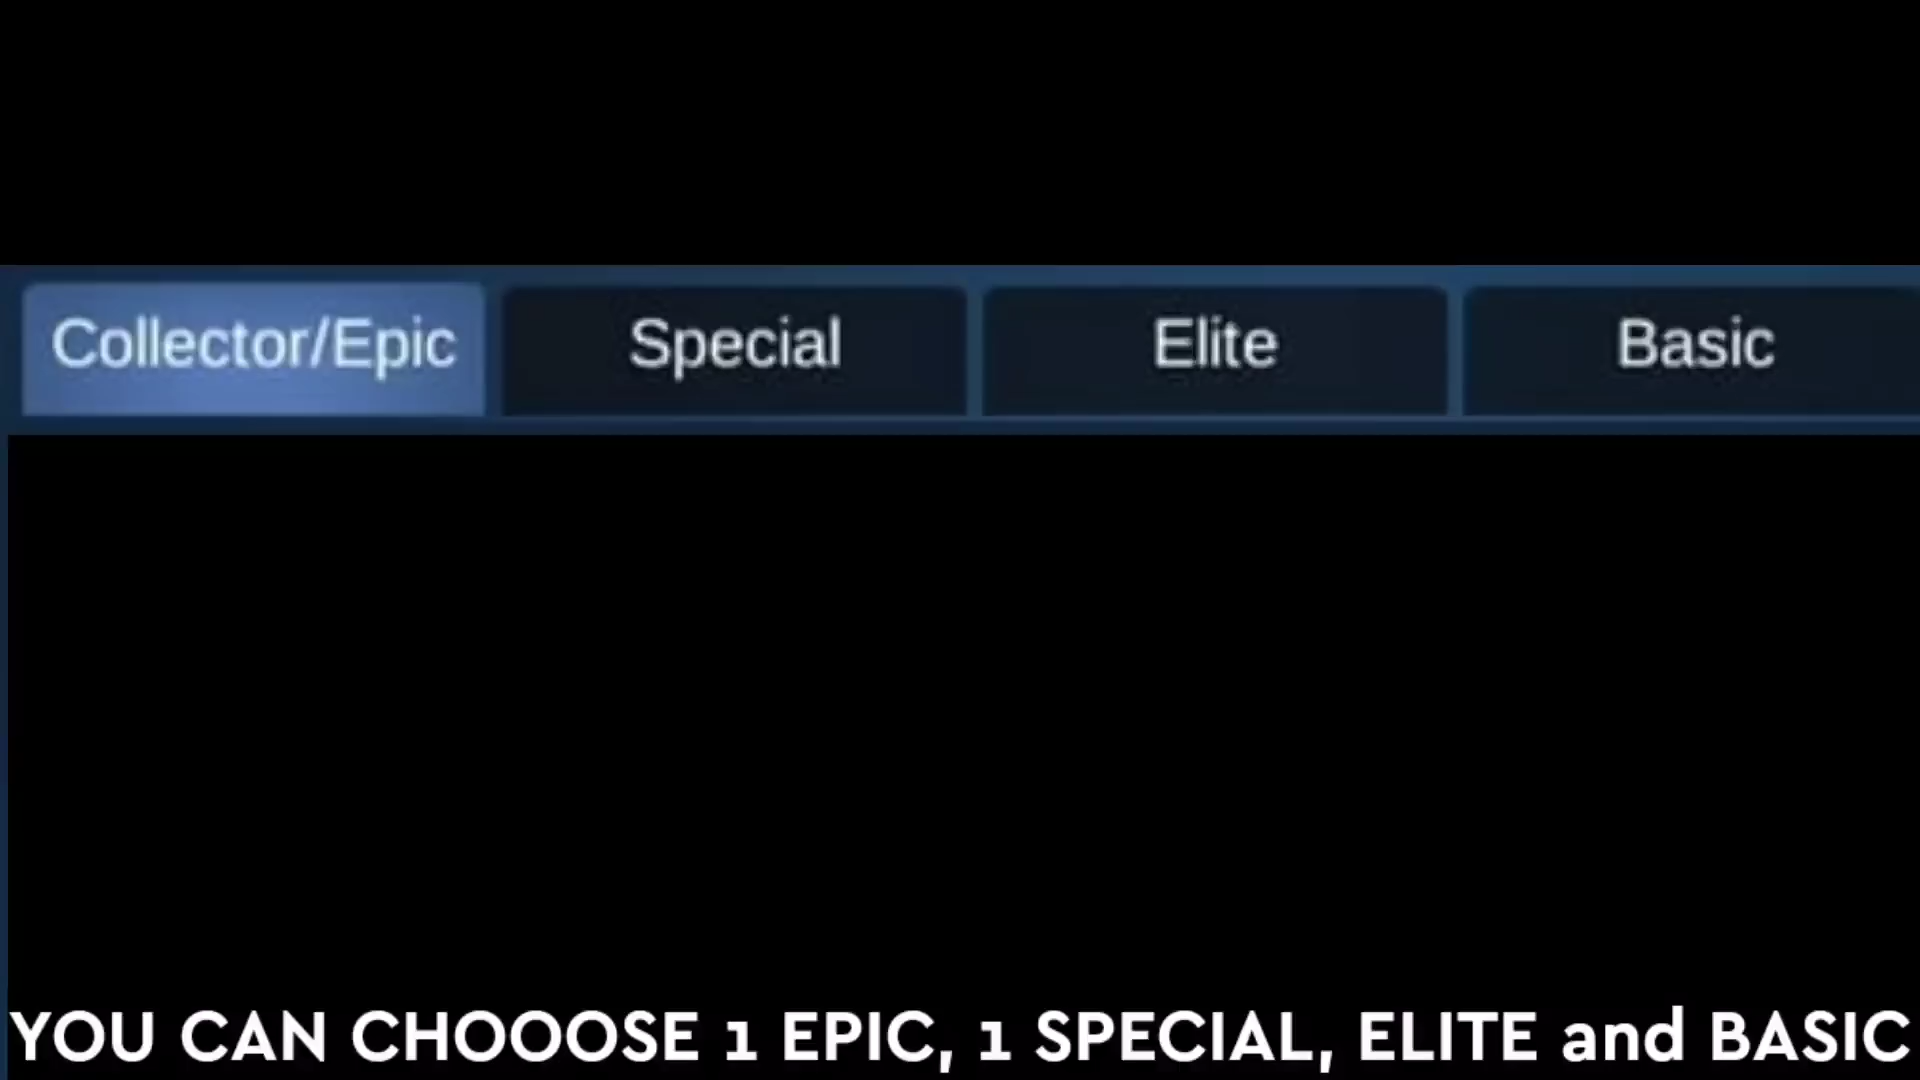 Collector/Epic Special Elite Basic
YOU CAN CHOOOSE 1 EPIC, 1 SPECIAL, ELITE and BASIC